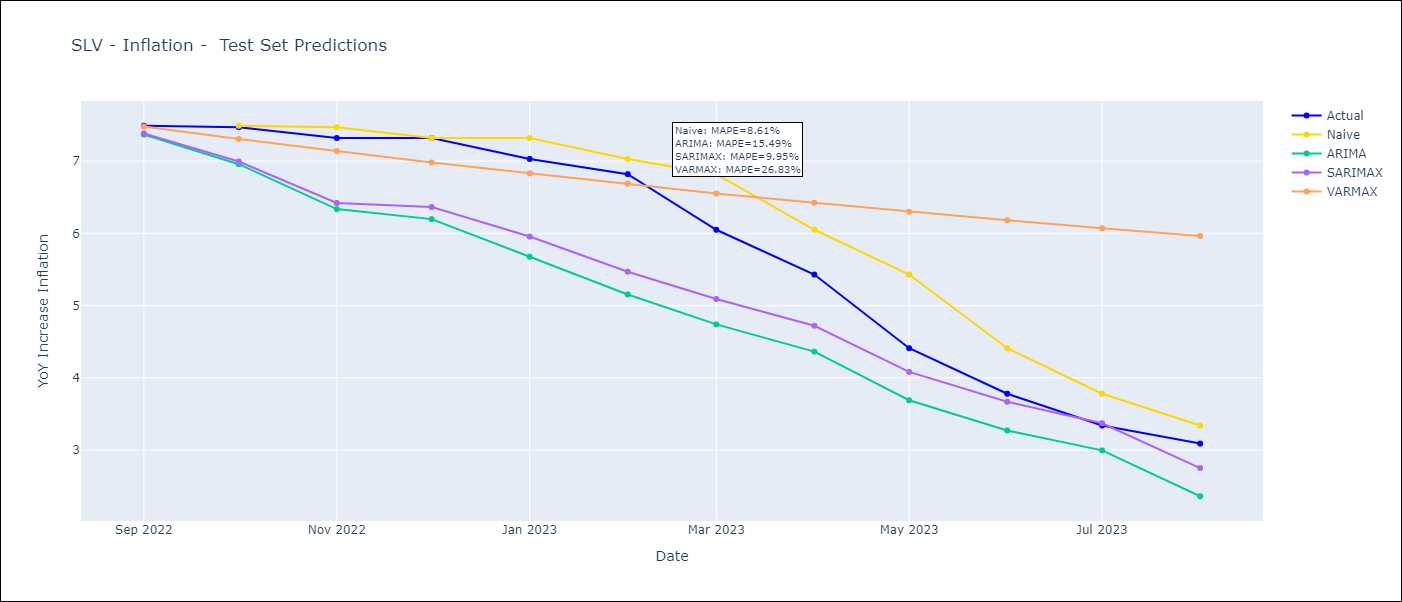 SLV - Inflation -  Test Set Predictions
Naive: MAPE=8.61%
ARIMA: MAPE=15.49%
SARIMAX: MAPE=9.95%
VARMAX: MAPE=26.83%
Actual
Naive
ARIMA
SARIMAX
VARMAX
YoY Increase Inflation
7
6
5
4
3
Sep 2022
Nov 2022
Jan 2023
Mar 2023
May 2023
Jul 2023
Date